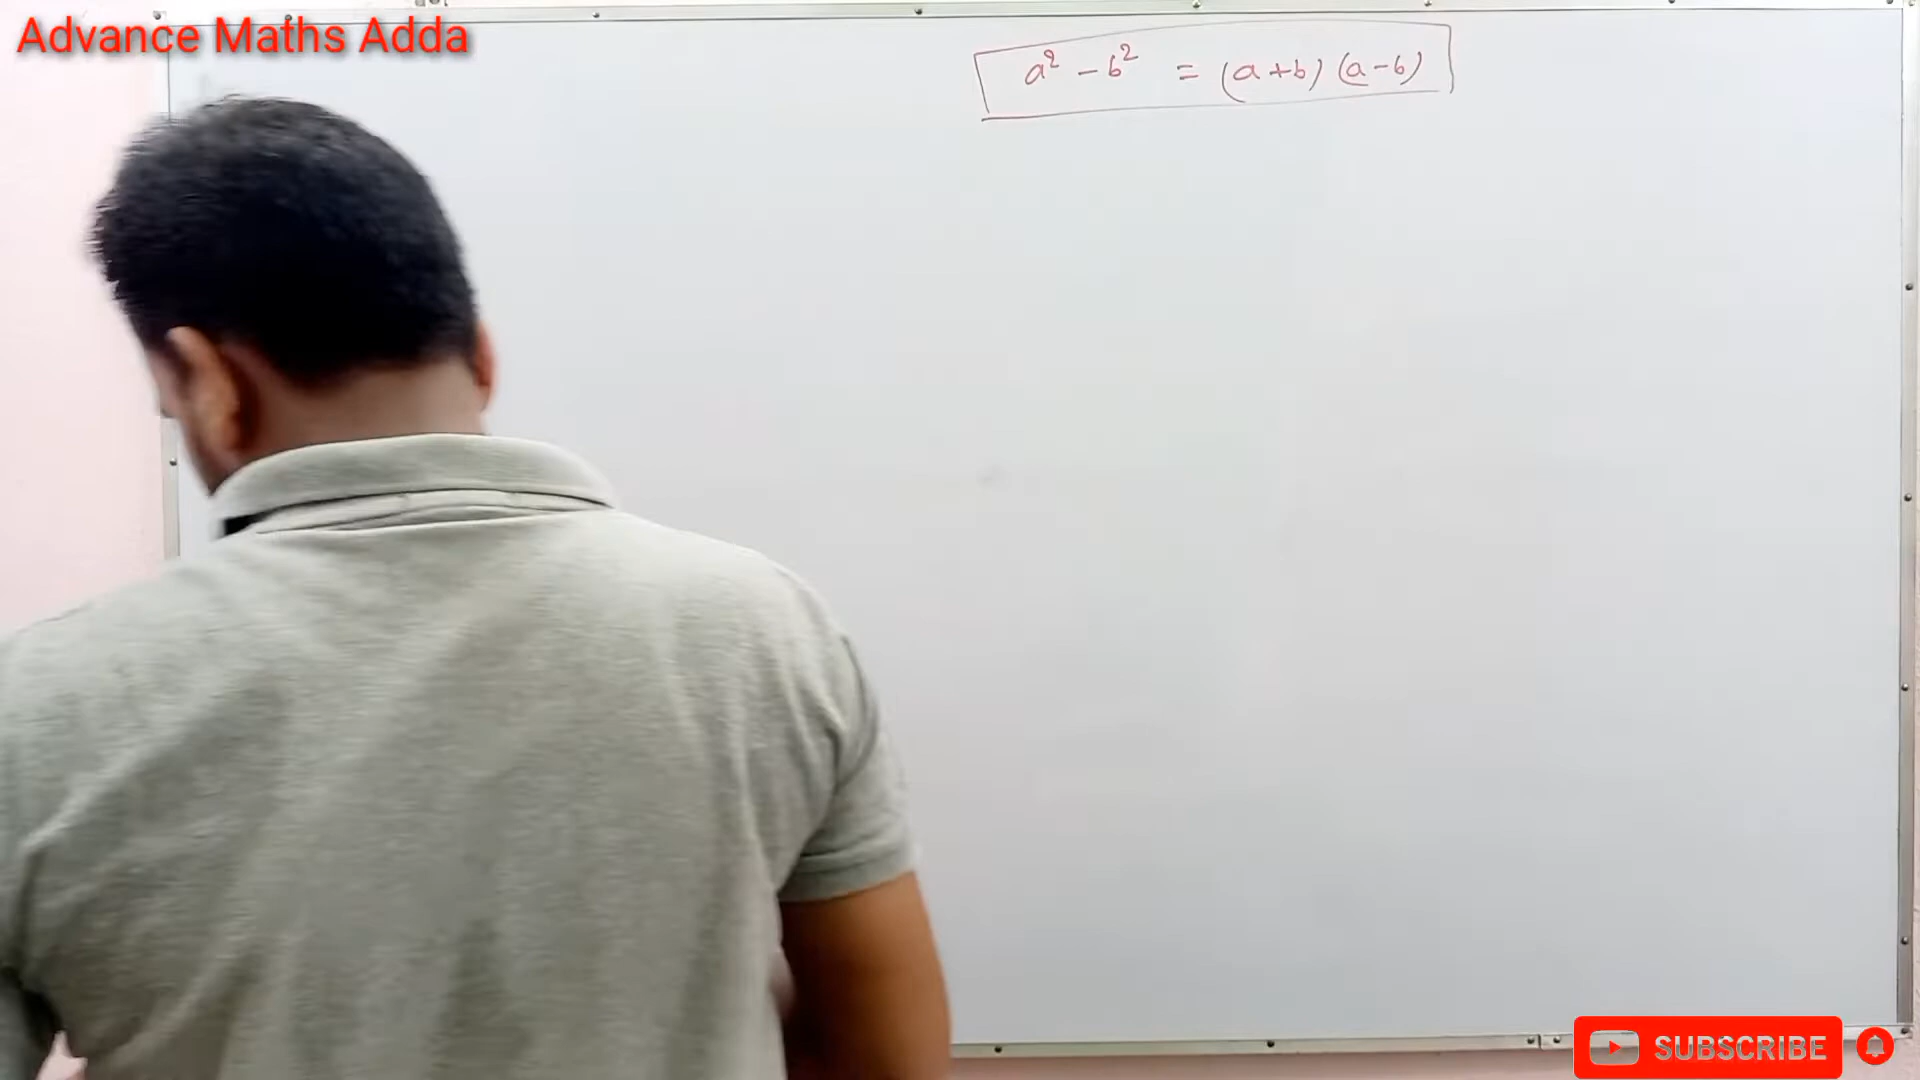 Advance Maths Adda
a² - b² = (a+b) (a-b)
SUBSCRIBE